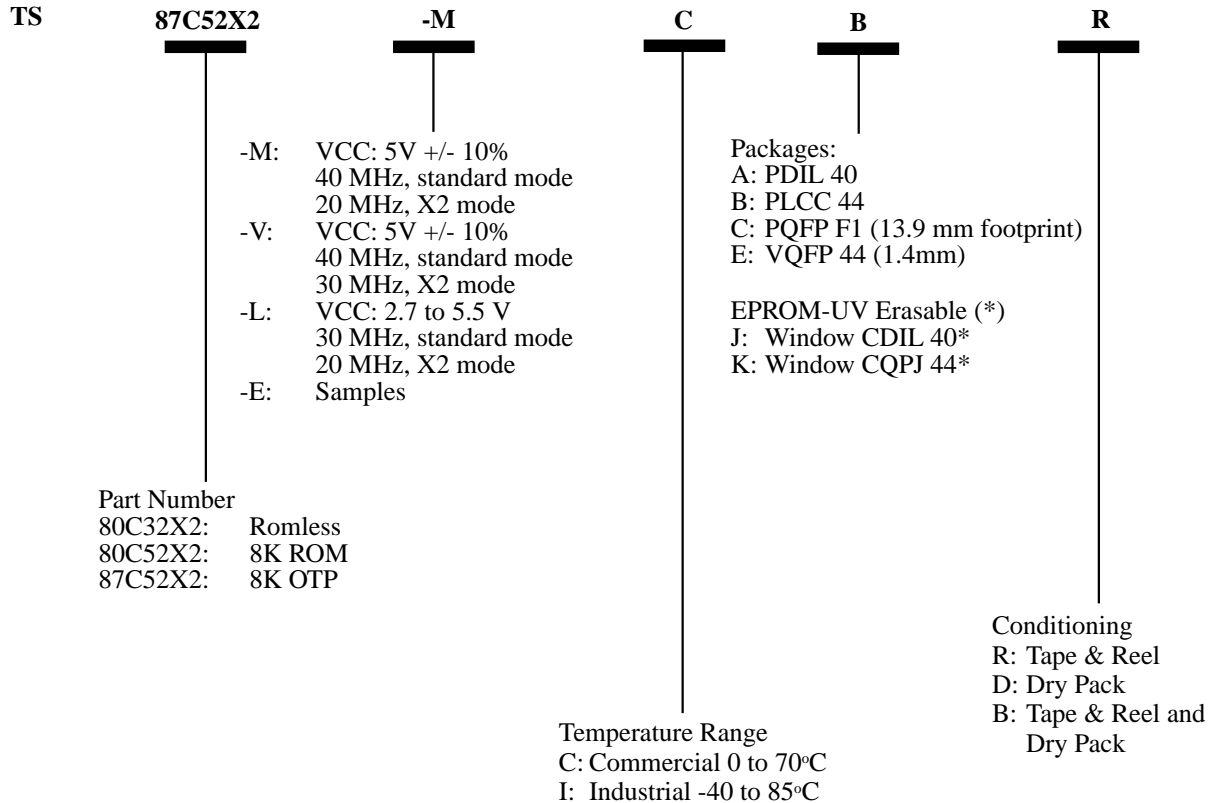 TS 87C52X2 -M C B R
-M: VCC: 5V +/- 10%
40 MHz, standard mode
20 MHz, X2 mode
-V: VCC: 5V +/- 10%
40 MHz, standard mode
30 MHz, X2 mode
-L: VCC: 2.7 to 5.5 V
30 MHz, standard mode
20 MHz, X2 mode
-E: Samples
Packages:
A: PDIL 40
B: PLCC 44
C: PQFP F1 (13.9 mm footprint)
E: VQFP 44 (1.4mm)
EPROM-UV Erasable (*)
J: Window CDIL 40*
K: Window CQPJ 44*
Part Number
80C32X2: Romless
80C52X2: 8K ROM
87C52X2: 8K OTP
Conditioning
R: Tape & Reel
D: Dry Pack
B: Tape & Reel and
Dry Pack
Temperature Range
C: Commercial 0 to 70°C
I: Industrial -40 to 85°C